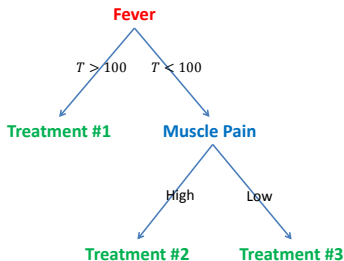 Fever
T > 100
T < 100
Treatment #1
Muscle Pain
High
Low
Treatment #2
Treatment #3